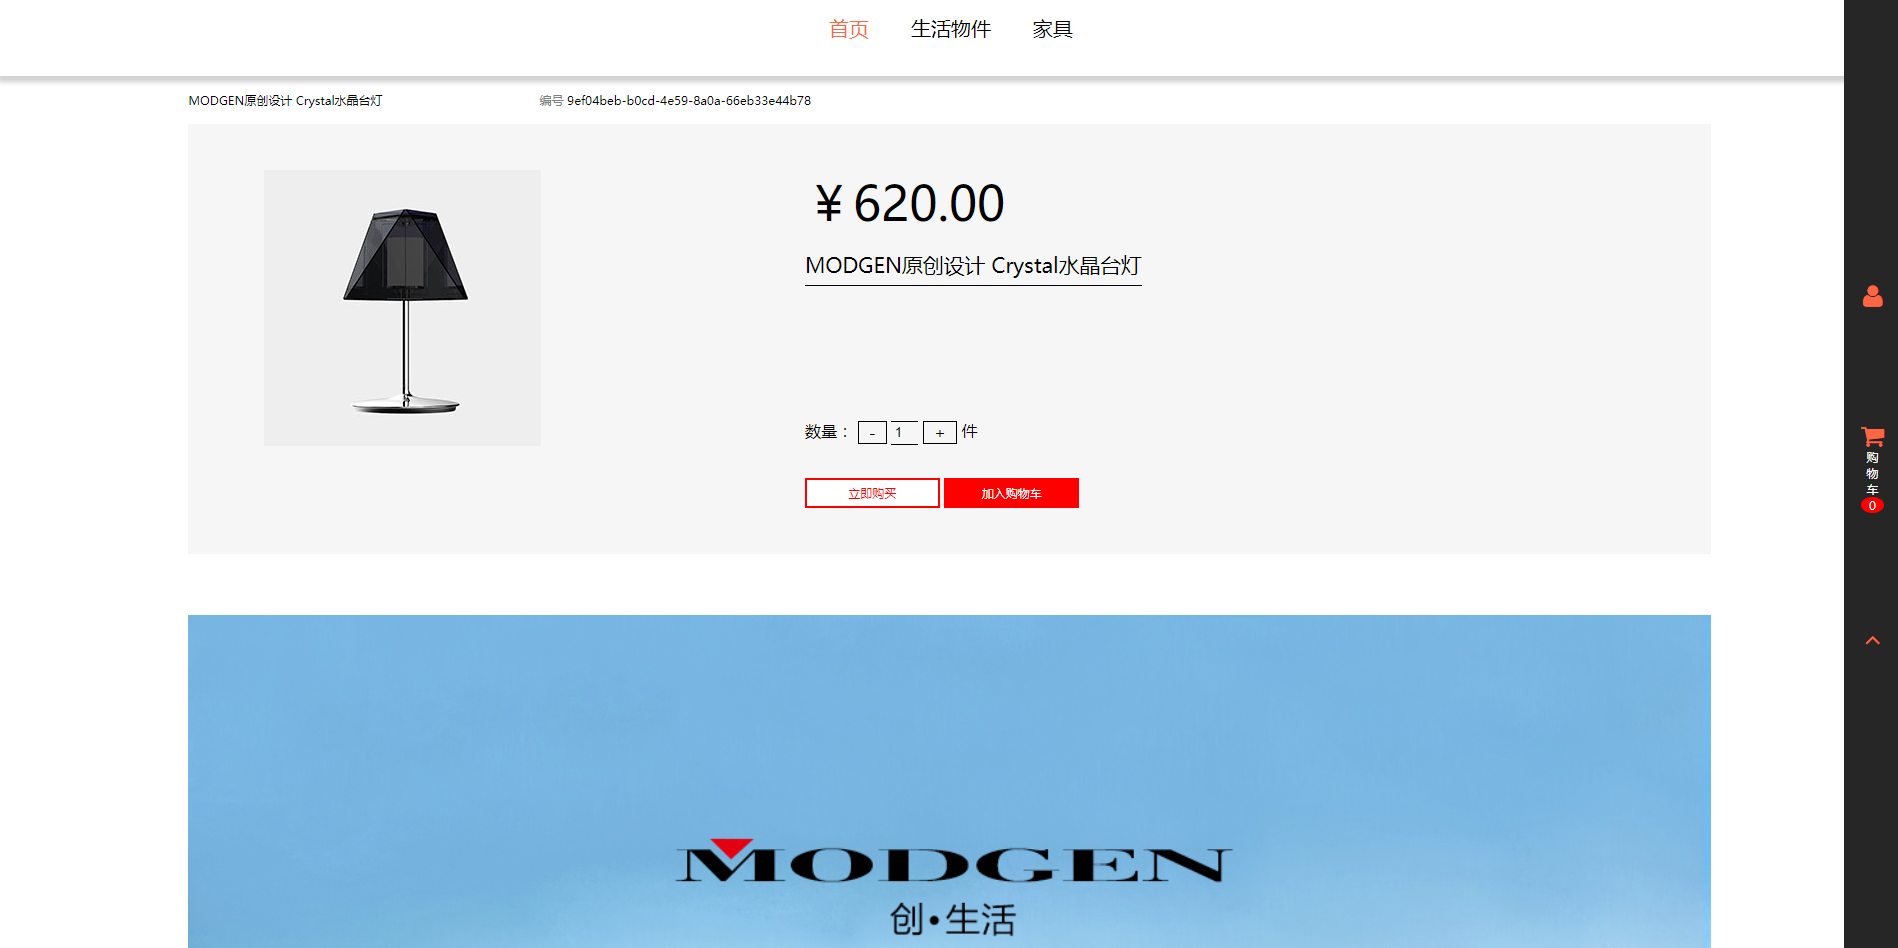 首页 生活物件 家具
MODGEN原创设计 Crystal水晶台灯 编号 9ef04beb-b0cd-4e59-8a0a-66eb33e44b78
¥ 620.00
MODGEN原创设计 Crystal水晶台灯
数量： - 1 + 件
立即购买 加入购物车
购
物
车
0
MODGEN
创•生活